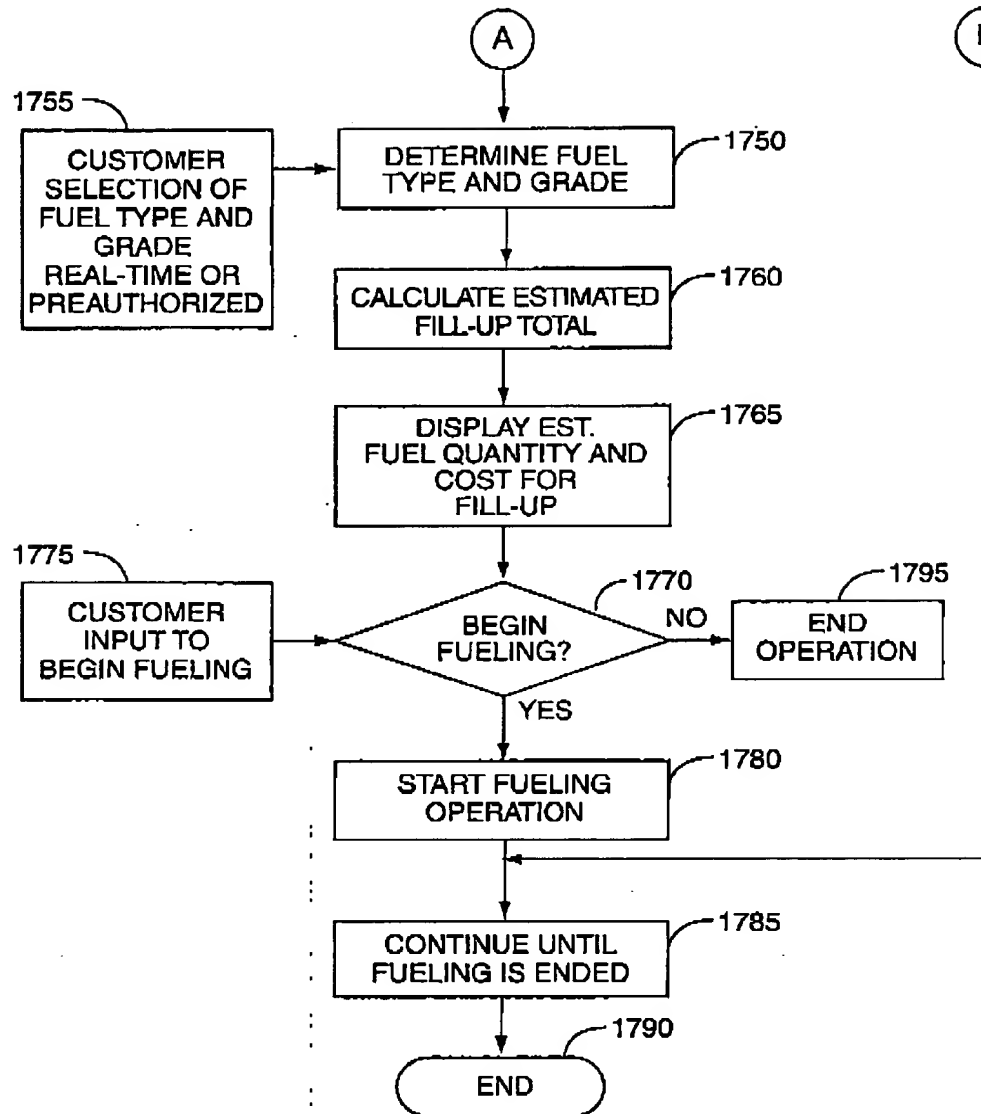 A
1755
1750
CUSTOMER
SELECTION OF
FUEL TYPE AND
GRADE
REAL-TIME OR
PREAUTHORIZED
DETERMINE FUEL
TYPE AND GRADE
1760
CALCULATE ESTIMATED
FILL-UP TOTAL
1765
DISPLAY EST.
FUEL QUANTITY AND
COST FOR
FILL-UP
1775
CUSTOMER
INPUT TO
BEGIN FUELING
1770
BEGIN
FUELING?
NO
1795
END
OPERATION
YES
1780
START FUELING
OPERATION
1785
CONTINUE UNTIL
FUELING IS ENDED
1790
END